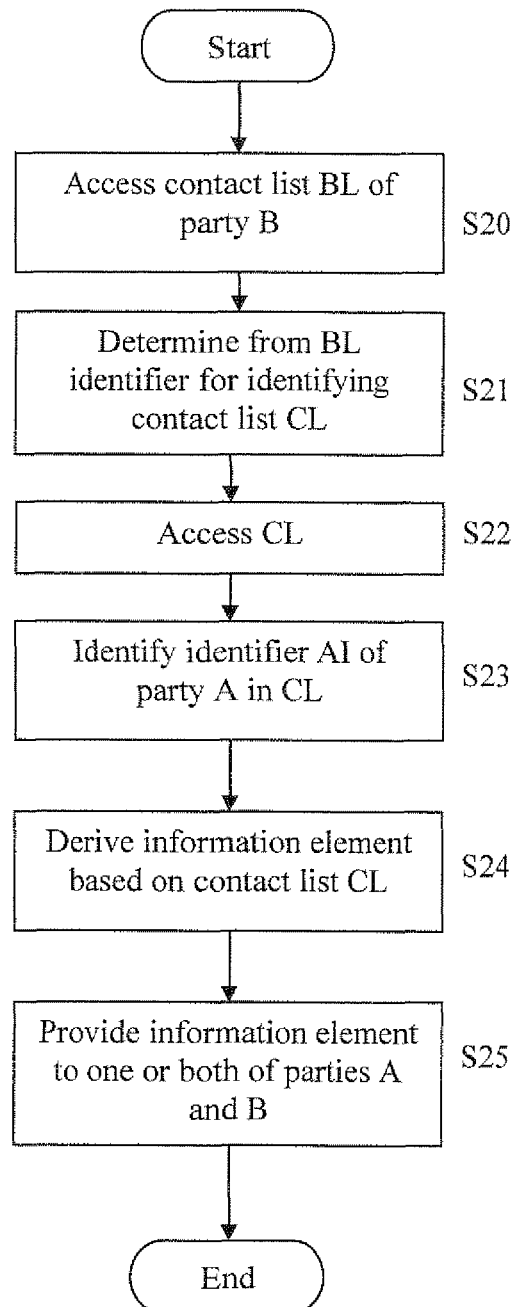 Start
Access contact list BL of
party B
S20
Determine from BL
identifier for identifying
contact list CL
S21
Access CL
S22
Identify identifier AI of
party A in CL
S23
Derive information element
based on contact list CL
S24
Provide information element
to one or both of parties A
and B
S25
End